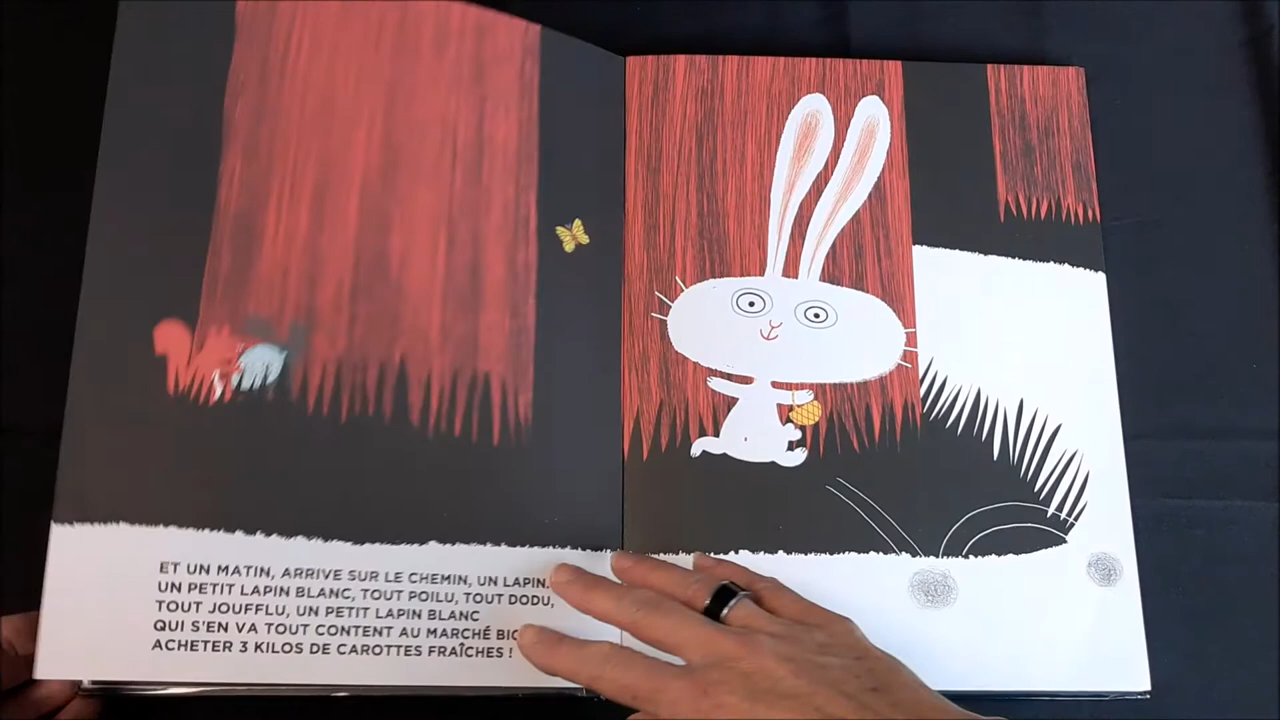 ET UN MATIN, ARRIVE SUR LE CHEMIN, UN LAPIN.
UN PETIT LAPIN BLANC, TOUT POILU, TOUT DODU,
TOUT JOUFFLU, UN PETIT LAPIN BLANC
QUI S'EN VA TOUT CONTENT AU MARCHÉ
ACHETER 3 KILOS DE CAROTTES FRAÎCHES !